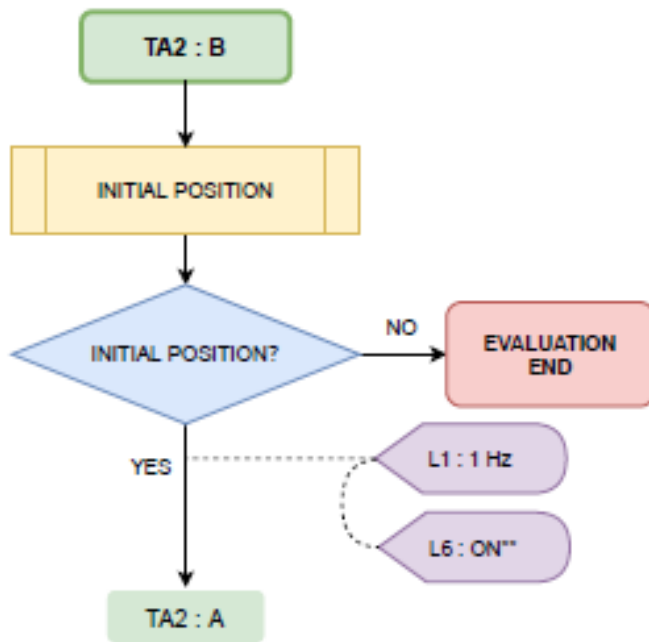 TA2 : B
INITIAL POSITION
INITIAL POSITION?
NO
EVALUATION
END
YES
L1 : 1 Hz
L6 : ON**
TA2 : A